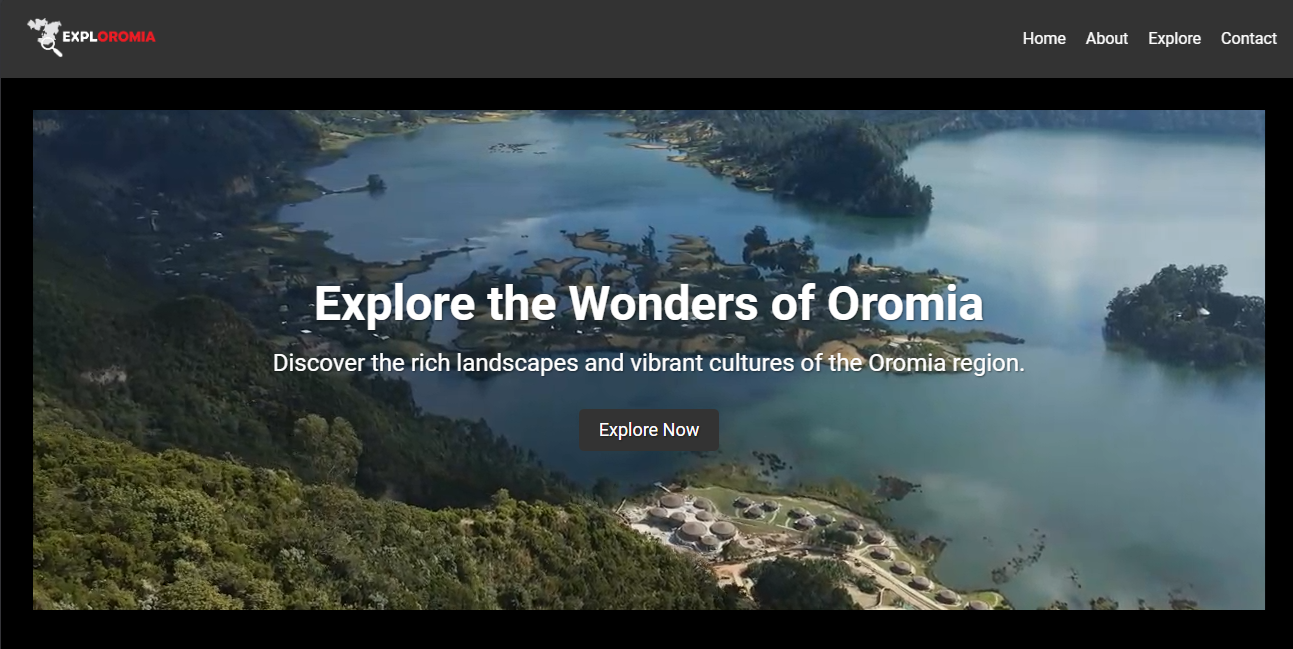 EXPLOROMIA
Home About Explore Contact
Explore the Wonders of Oromia
Discover the rich landscapes and vibrant cultures of the Oromia region.
Explore Now